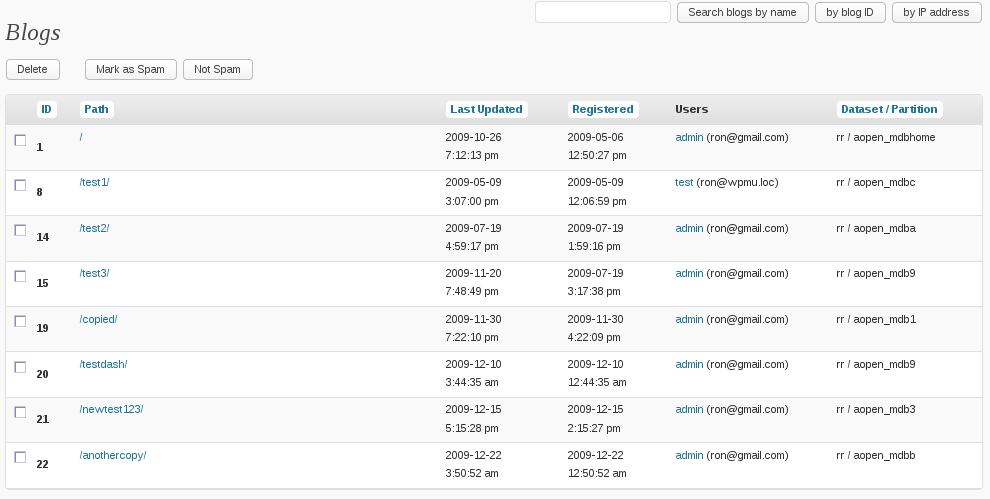 Search blogs by name by blog ID by IP address
Blogs
Delete Mark as Spam Not Spam
ID Path Last Updated Registered Users Dataset / Partition
1 / 2009-10-26 2009-05-06 admin (ron@gmail.com) rr / aopen_mdbhome
7:12:13 pm 12:50:27 pm
8 /test1/ 2009-05-09 2009-05-09 test (ron@wpmu.loc) rr / aopen_mdbc
3:07:00 pm 12:06:59 pm
14 /test2/ 2009-07-19 2009-07-19 admin (ron@gmail.com) rr / aopen_mdba
4:59:17 pm 1:59:16 pm
15 /test3/ 2009-11-20 2009-07-19 admin (ron@gmail.com) rr / aopen_mdb9
7:48:49 pm 3:17:38 pm
19 /copied/ 2009-11-30 2009-11-30 admin (ron@gmail.com) rr / aopen_mdb1
7:22:10 pm 4:22:09 pm
20 /testdash/ 2009-12-10 2009-12-10 admin (ron@gmail.com) rr / aopen_mdb9
3:44:35 am 12:44:35 am
21 /newtest123/ 2009-12-15 2009-12-15 admin (ron@gmail.com) rr / aopen_mdb3
5:15:28 pm 2:15:27 pm
22 /anothercopy/ 2009-12-22 2009-12-22 admin (ron@gmail.com) rr / aopen_mdbb
3:50:52 am 12:50:52 am